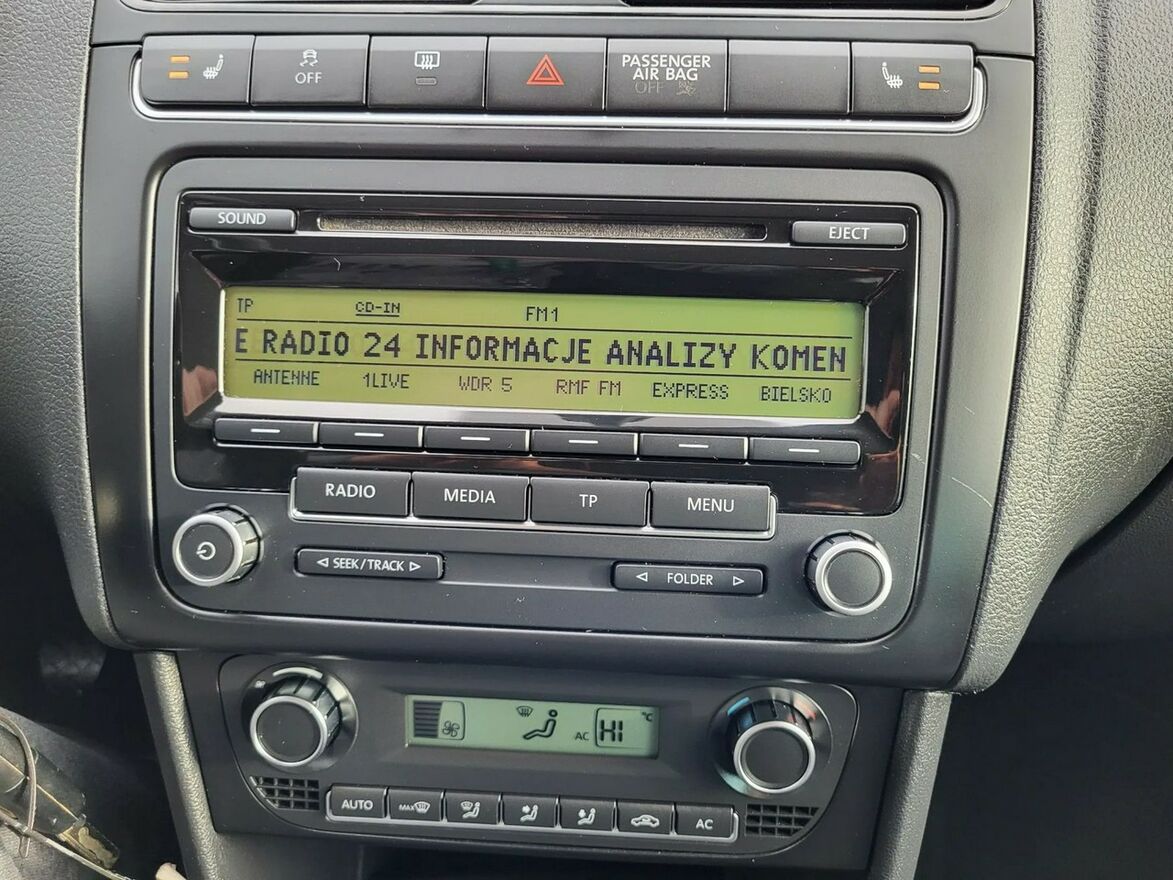 OFF
PASSENGER
AIR BAG
OFF
SOUND
EJECT
TP CD-IN FM1
E RADIO 24 INFORMACJE ANALIZY KOMEN
ANTENNE 1LIVE WDR 5 RMF FM EXPRESS BIELSKO
RADIO MEDIA TP MENU
SEEK/TRACK
FOLDER
AC HI °C
AUTO MAX AC